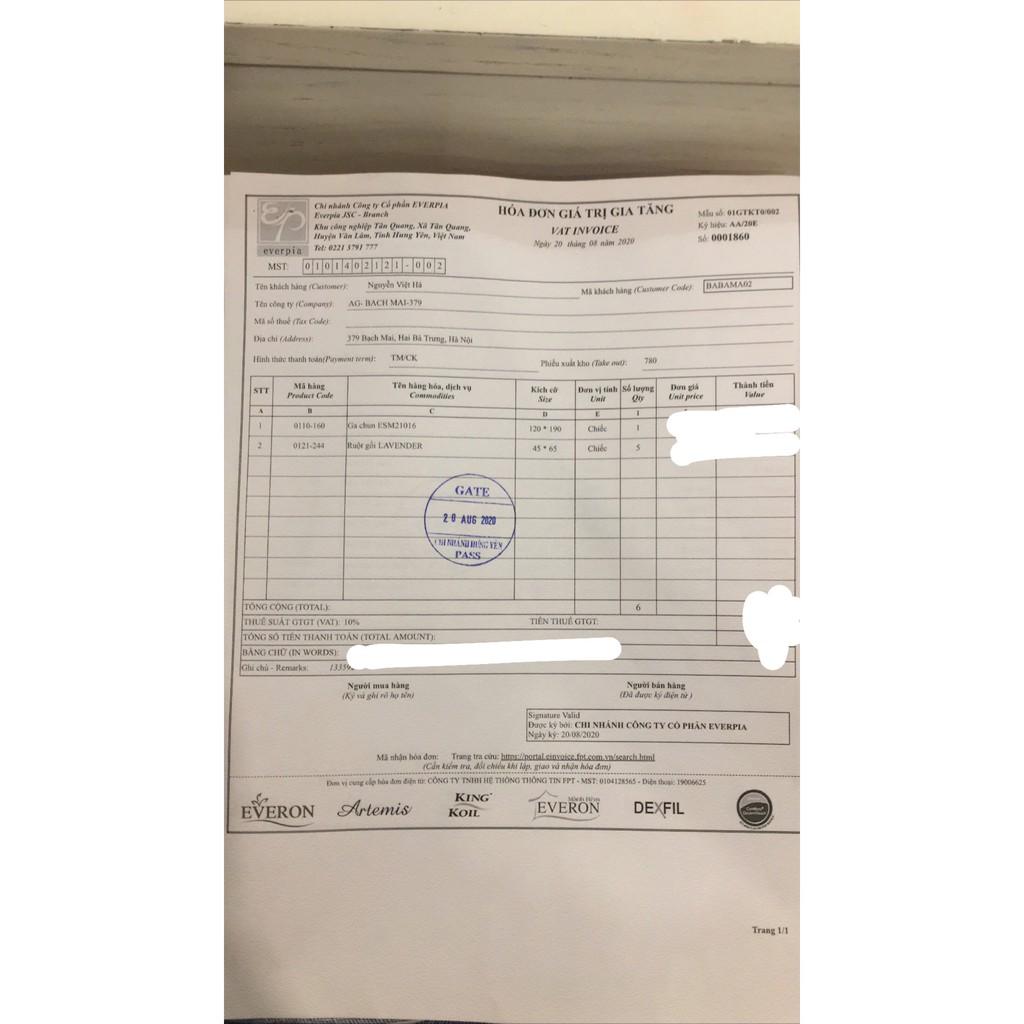 Chi nhánh Công ty Cổ phần EVERPIA
Everpia JSC - Branch
Khu công nghiệp Tân Quang, Xã Tân Quang,
Huyện Văn Lâm, Tỉnh Hưng Yên, Việt Nam
Tel: 0221 3791 777
everpia
HÓA ĐƠN GIÁ TRỊ GIA TĂNG
VAT INVOICE
Ngày 20 tháng 08 năm 2020
Mẫu số: 01GTKT0/002
Ký hiệu: AA/20E
Số: 0001860
MST: 0101402121-002
Tên khách hàng (Customer): Nguyễn Việt Hà Mã khách hàng (Customer Code): BABAMA02
Tên công ty (Company): AG- BACH MAI-379
Mã số thuế (Tax Code):
Địa chỉ (Address): 379 Bạch Mai, Hai Bà Trưng, Hà Nội
Hình thức thanh toán(Payment term): TM/CK Phiếu xuất kho (Take out): 780
STT Mã hàng Tên hàng hóa, dịch vụ Kích cỡ Đơn vị tính Số lượng Đơn giá Thành tiền
Product Code Commodities Size Unit Qty Unit price Value
A B C D E 1
1 0110-160 Ga chun ESM21016 120 * 190 Chiếc 1
2 0121-244 Ruột gối LAVENDER 45 * 65 Chiếc 5
GATE
20 AUG 2020
CHI NHÁNH HƯNG YÊN
PASS
TỔNG CỘNG (TOTAL): 6
THUẾ SUẤT GTGT (VAT): 10% TIỀN THUẾ GTGT:
TỔNG SỐ TIỀN THANH TOÁN (TOTAL AMOUNT):
BẰNG CHỮ (IN WORDS):
Ghi chú - Remarks:
Người mua hàng Người bán hàng
(Ký và ghi rõ họ tên) (Đã được ký điện tử )
Signature Valid
Được ký bởi: CHI NHÁNH CÔNG TY CỔ PHẦN EVERPIA
Ngày ký: 20/08/2020
Mã nhận hóa đơn: Trang tra cứu: https://portal.einvoice.fpt.com.vn/search.html
(Cần kiểm tra, đối chiếu khi lập, giao và nhận hóa đơn)
Đơn vị cung cấp hóa đơn điện tử: CÔNG TY TNHH HỆ THỐNG THÔNG TIN FPT - MST: 0104128565 - Điện thoại: 19006625
EVERON Artemis KING KOIL EVERON DEXFIL
Trang 1/1